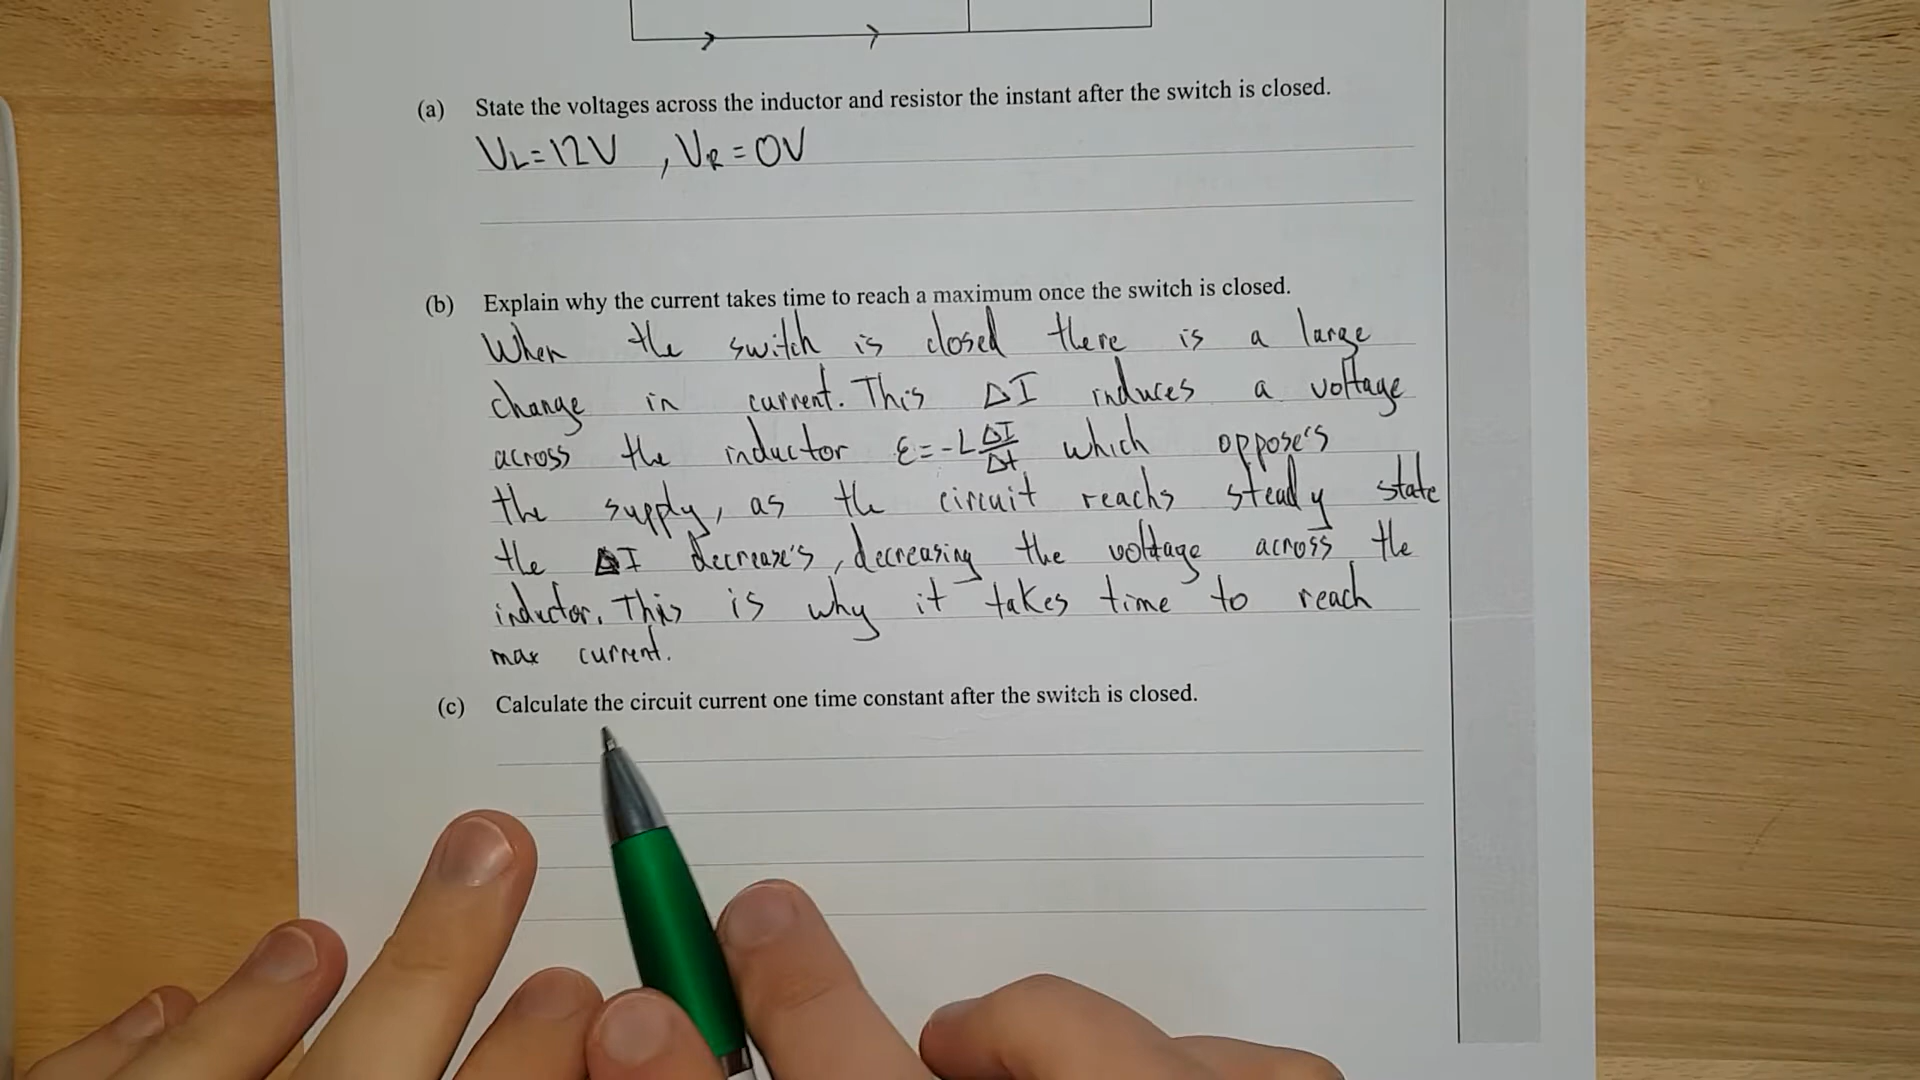 (a) State the voltages across the inductor and resistor the instant after the switch is closed.
VL=12V , VR=0V
(b) Explain why the current takes time to reach a maximum once the switch is closed.
When the switch is closed there is a large
change in current. This ΔI induces a voltage
across the inductor ε=-L ΔI/Δt which oppose's
the supply, as the circuit reachs steady state
the ΔI decrease's, decreasing the voltage across the
inductor. This is why it takes time to reach
max current.
(c) Calculate the circuit current one time constant after the switch is closed.